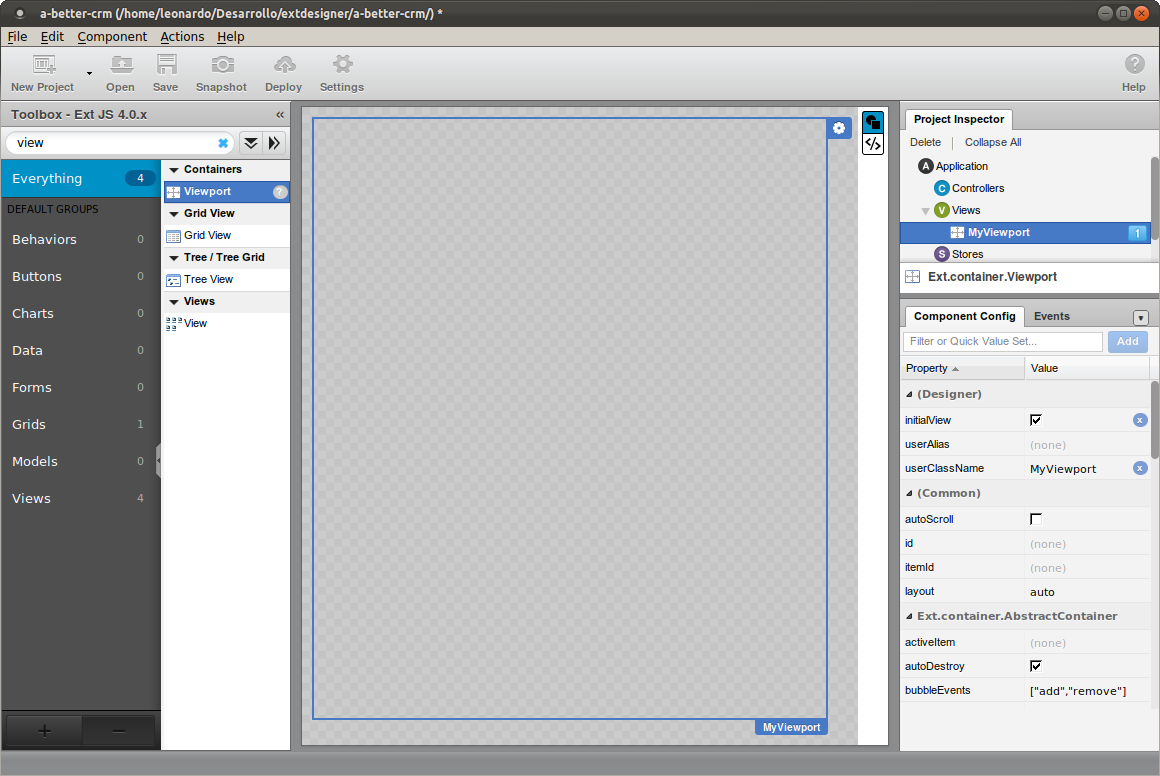 a-better-crm (/home/leonardo/Desarrollo/extdesigner/a-better-crm/) *
File Edit Component Actions Help
New Project Open Save Snapshot Deploy Settings Help
Toolbox - Ext JS 4.0.x «
view
Everything 4
DEFAULT GROUPS
Behaviors 0
Buttons 0
Charts 0
Data 0
Forms 0
Grids 1
Models 0
Views 4
+ −
Containers
Viewport ?
Grid View
Grid View
Tree / Tree Grid
Tree View
Views
View
MyViewport
</>
Project Inspector
Delete Collapse All
A Application
C Controllers
V Views
MyViewport 1
S Stores
Ext.container.Viewport
Component Config Events
Filter or Quick Value Set... Add
Property Value
(Designer)
initialView x
userAlias (none)
userClassName MyViewport x
(Common)
autoScroll
id (none)
itemId (none)
layout auto
Ext.container.AbstractContainer
activeItem (none)
autoDestroy
bubbleEvents ["add","remove"]